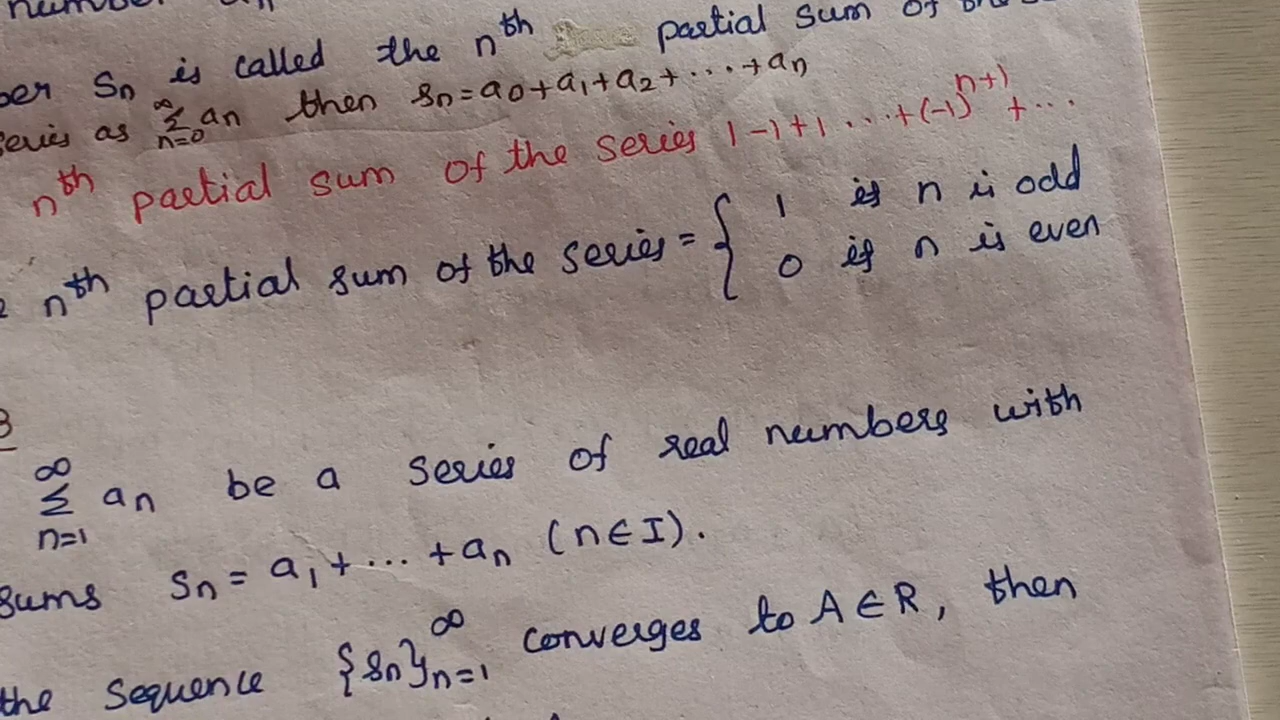 number
Sn is called the nth partial sum of
series as ∞Σn=0 an then Sn = a0+a1+a2+...+an
nth partial sum of the series 1-1+1...+(-1)^n+1 +...
nth partial sum of the series = { 1 if n is odd
0 if n is even
∞Σn=1 an be a series of real numbers with
sums Sn = a1+...+an (n∈I).
the sequence {Sn}∞n=1 converges to A∈R, then